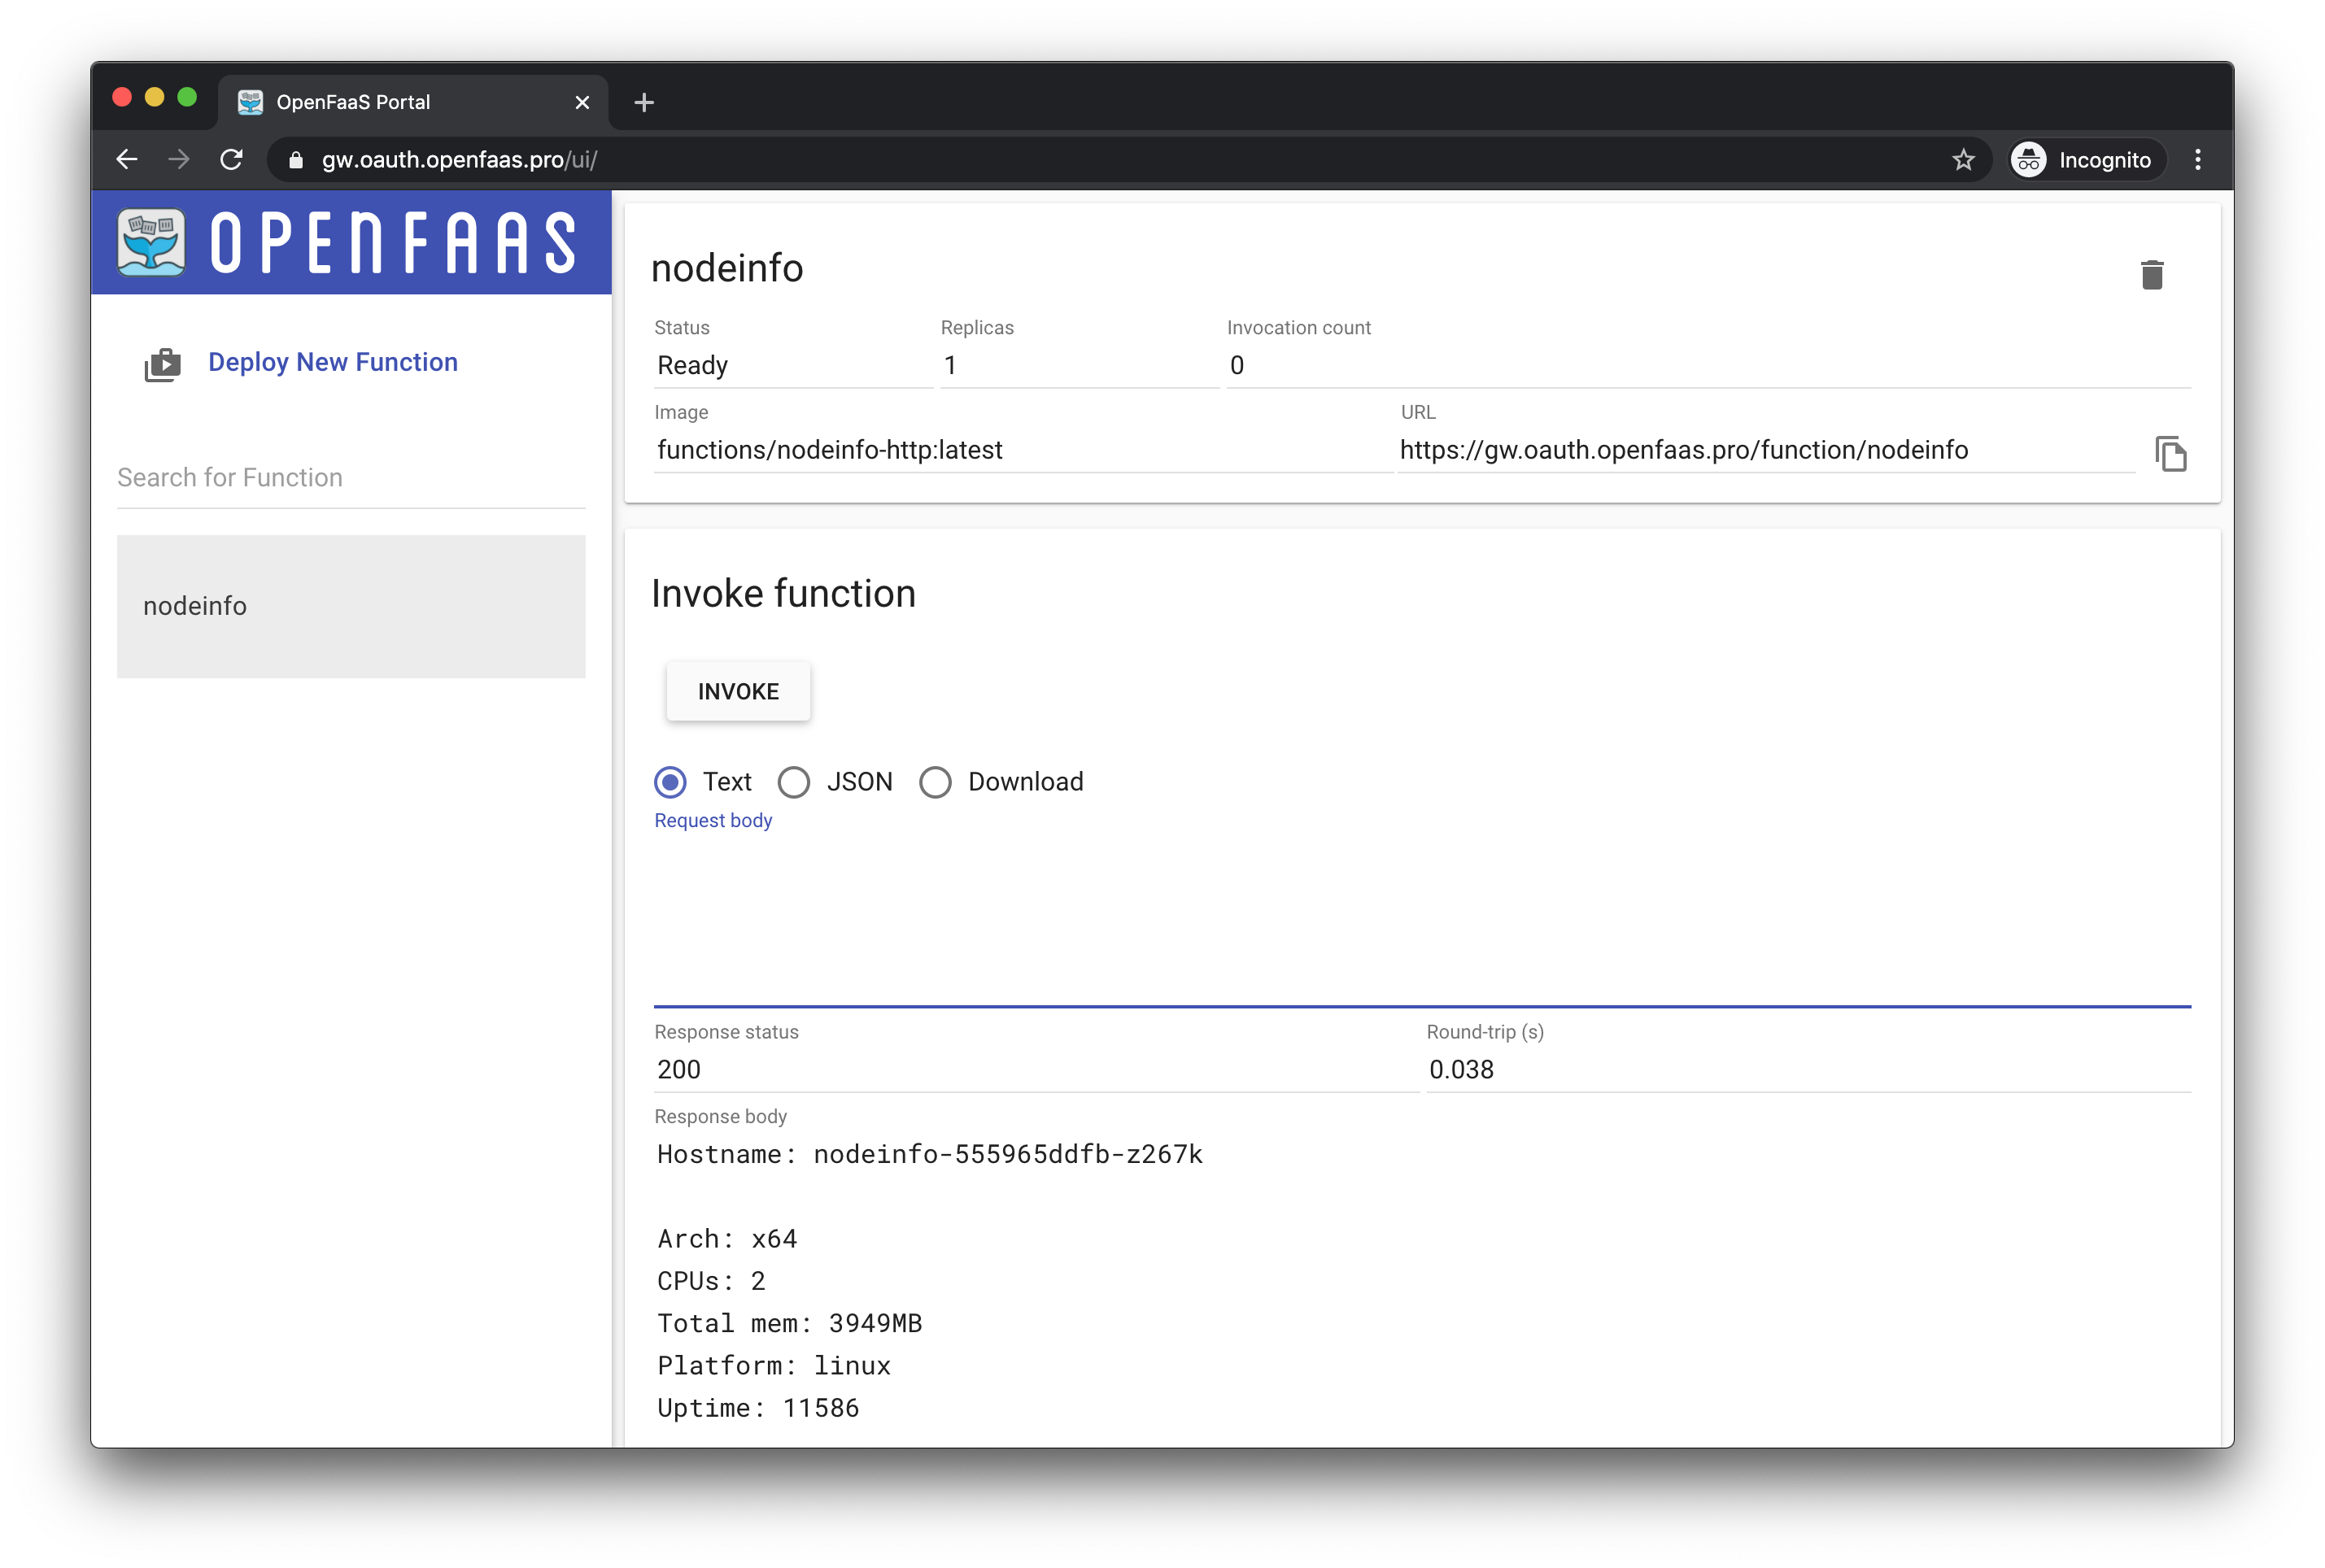 OpenFaaS Portal
gw.oauth.openfaas.pro/ui/
Incognito
OPENFAAS
Deploy New Function
Search for Function
nodeinfo
nodeinfo
Status Replicas Invocation count
Ready 1 0
Image URL
functions/nodeinfo-http:latest https://gw.oauth.openfaas.pro/function/nodeinfo
Invoke function
INVOKE
Text JSON Download
Request body
Response status Round-trip (s)
200 0.038
Response body
Hostname: nodeinfo-555965ddfb-z267k
Arch: x64
CPUs: 2
Total mem: 3949MB
Platform: linux
Uptime: 11586